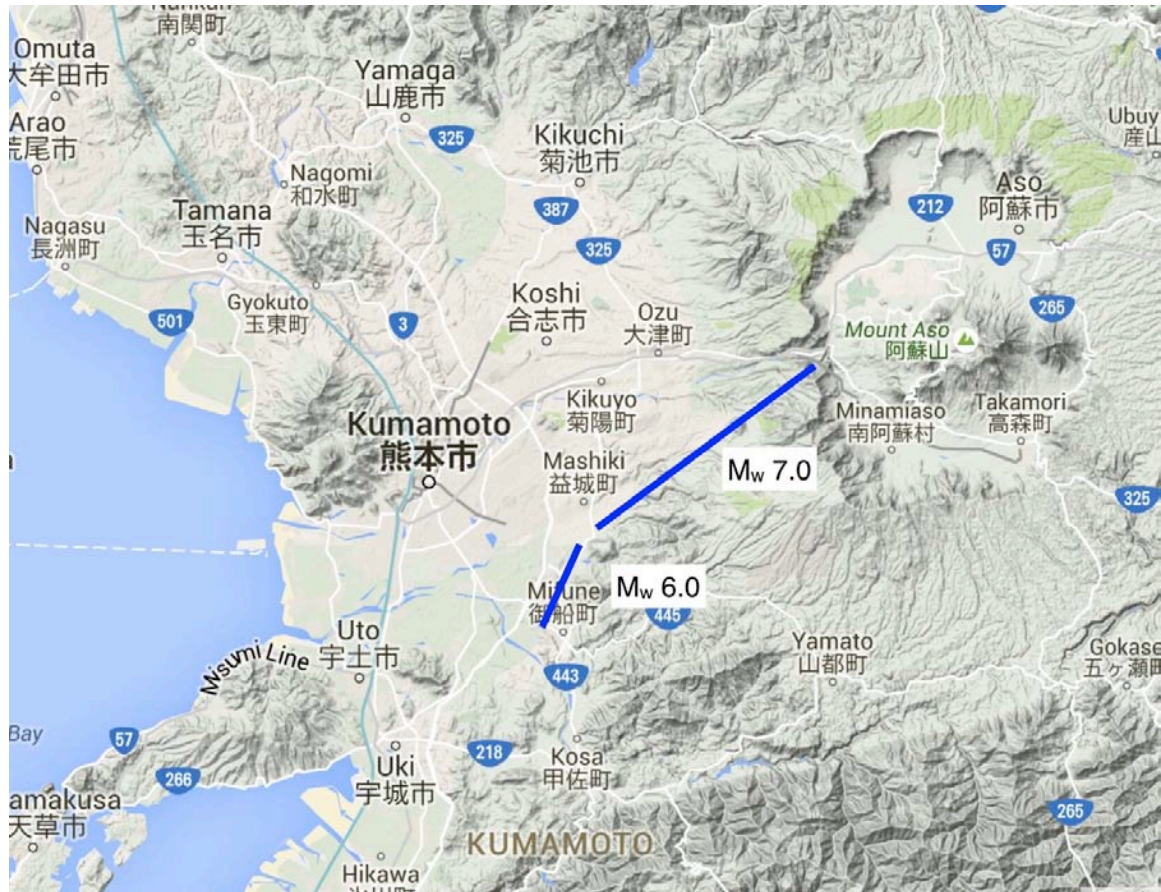 南関町
Omuta
大牟田市
Arao
荒尾市
Yamaga
山鹿市
325
Kikuchi
菊池市
Nagomi
和水町
387
Tamana
玉名市
Nagasu
長洲町
325
212
Aso
阿蘇市
57
産山
Gyokuto
玉東町
501
3
Koshi
合志市
Ozu
大津町
265
Mount Aso
阿蘇山
Kikuyo
菊陽町
Kumamoto
熊本市
Minamiaso
南阿蘇村
Takamori
高森町
Mashiki
益城町
Mw 7.0
325
Mifune
御船町
Mw 6.0
445
Uto
宇土市
Misumi Line
443
Yamato
山都町
Gokase
五ヶ瀬町
Bay
57
266
218
Uki
宇城市
Kosa
甲佐町
amakusa
天草市
265
KUMAMOTO
Hikawa